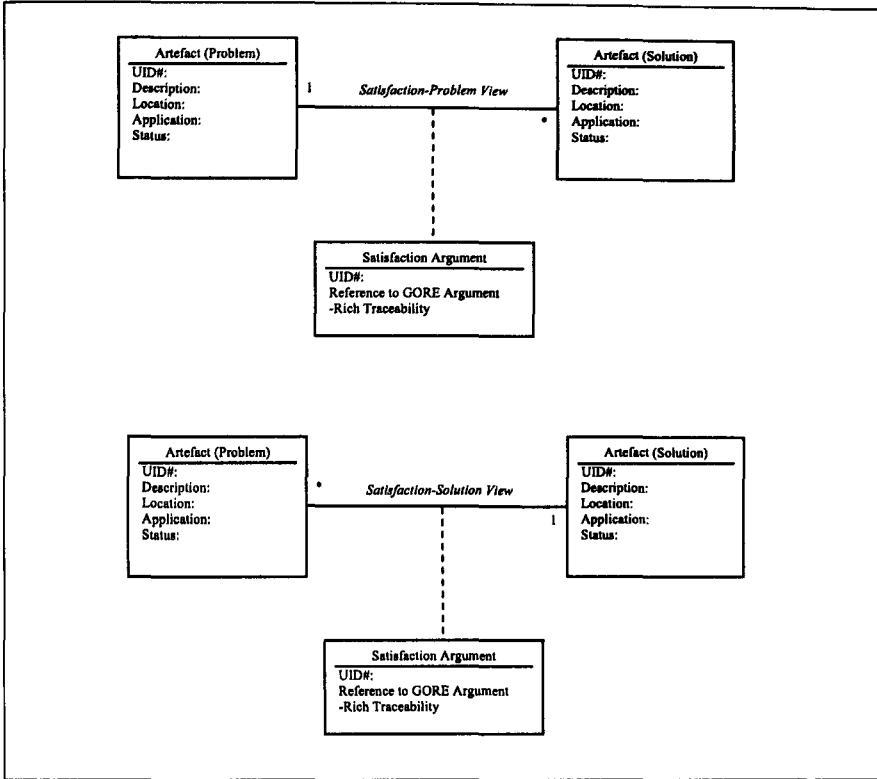 Artefact (Problem)
UID#:
Description:
Location:
Application:
Status:
1
Satisfaction-Problem View
*
Artefact (Solution)
UID#:
Description:
Location:
Application:
Status:
Satisfaction Argument
UID#:
Reference to GORE Argument
-Rich Traceability
Artefact (Problem)
UID#:
Description:
Location:
Application:
Status:
*
Satisfaction-Solution View
1
Artefact (Solution)
UID#:
Description:
Location:
Application:
Status:
Satisfaction Argument
UID#:
Reference to GORE Argument
-Rich Traceability